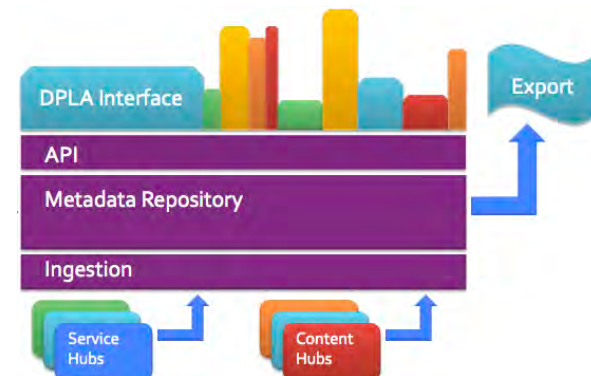 DPLA Interface
Export
API
Metadata Repository
Ingestion
Service
Hubs
Content
Hubs